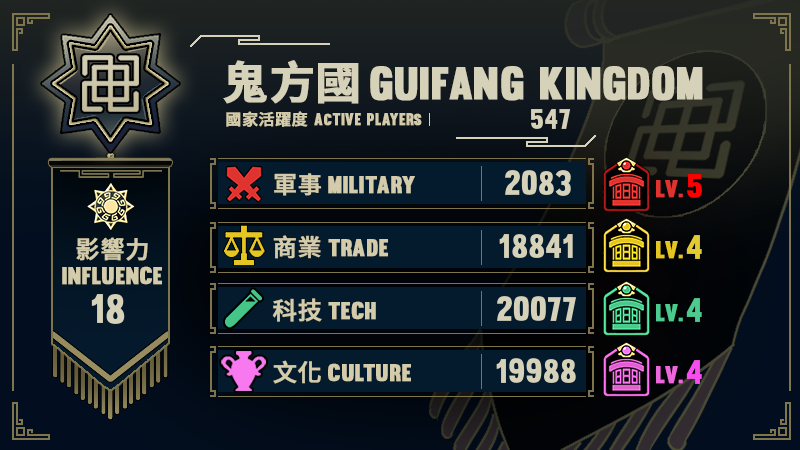 鬼方國 GUIFANG KINGDOM
國家活躍度 ACTIVE PLAYERS | 547
影響力
INFLUENCE
18
軍事 MILITARY 2083 LV.5
商業 TRADE 18841 LV.4
科技 TECH 20077 LV.4
文化 CULTURE 19988 LV.4